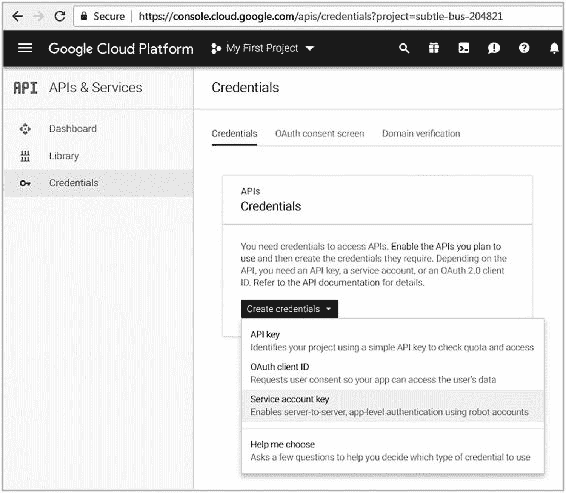 Secure https://console.cloud.google.com/apis/credentials?project=subtle-bus-204821
Google Cloud Platform My First Project
API APIs & Services Credentials
Dashboard
Library
Credentials
Credentials OAuth consent screen Domain verification
APIs
Credentials
You need credentials to access APIs. Enable the APIs you plan to
use and then create the credentials they require. Depending on the
API, you need an API key, a service account, or an OAuth 2.0 client
ID. Refer to the API documentation for details.
Create credentials
API key
Identifies your project using a simple API key to check quota and access
OAuth client ID
Requests user consent so your app can access the user's data
Service account key
Enables server-to-server, app-level authentication using robot accounts
Help me choose
Asks a few questions to help you decide which type of credential to use